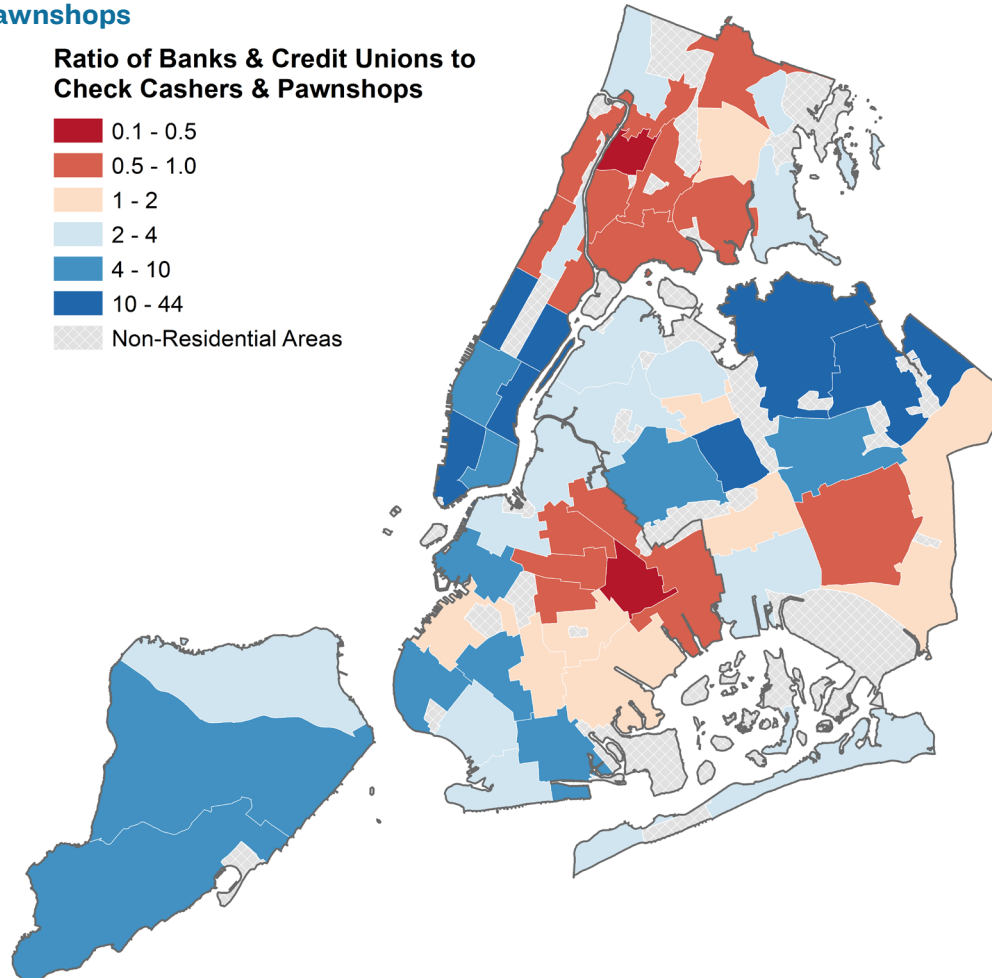 awnshops
Ratio of Banks & Credit Unions to
Check Cashers & Pawnshops
0.1 - 0.5
0.5 - 1.0
1 - 2
2 - 4
4 - 10
10 - 44
Non-Residential Areas